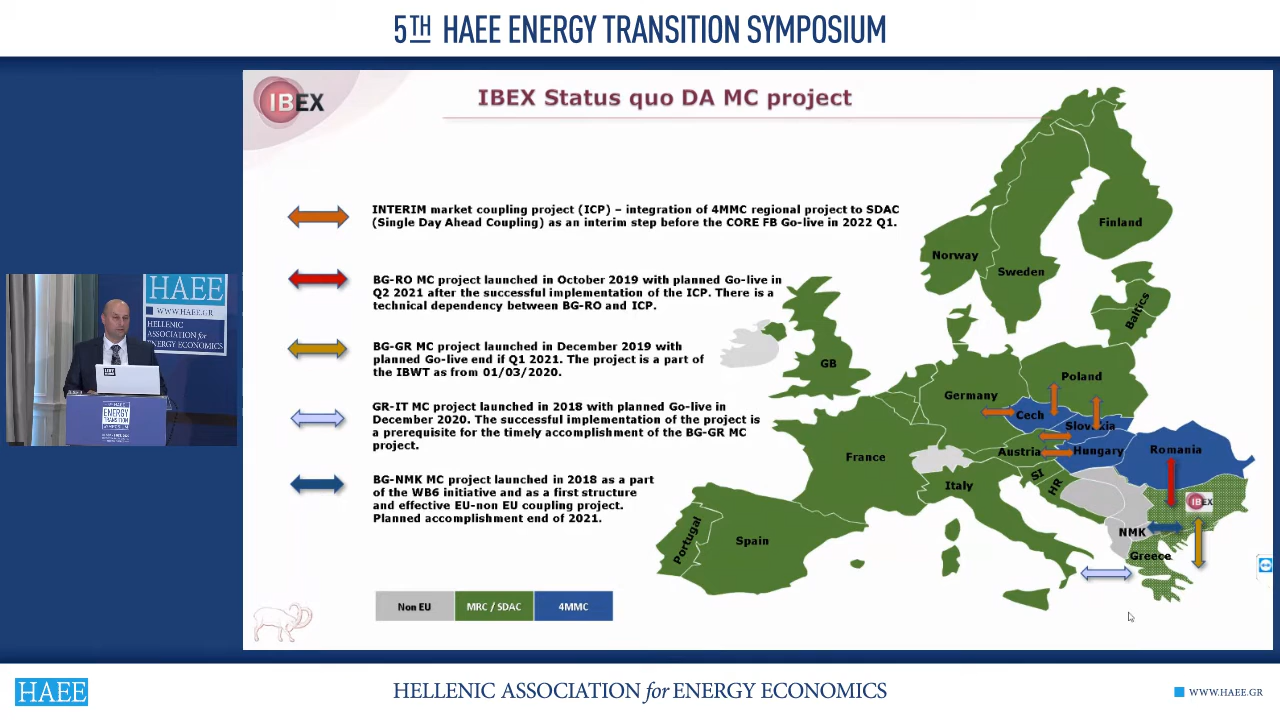 5TH HAEE ENERGY TRANSITION SYMPOSIUM
IBEX
IBEX Status quo DA MC project
INTERIM market coupling project (ICP) – integration of 4MMC regional project to SDAC
(Single Day Ahead Coupling) as an interim step before the CORE FB Go-live in 2022 Q1.
BG-RO MC project launched in October 2019 with planned Go-live in
Q2 2021 after the successful implementation of the ICP. There is a
technical dependency between BG-RO and ICP.
BG-GR MC project launched in December 2019 with
planned Go-live end if Q1 2021. The project is a part of
the IBWT as from 01/03/2020.
GR-IT MC project launched in 2018 with planned Go-live in
December 2020. The successful implementation of the project is
a prerequisite for the timely accomplishment of the BG-GR MC
project.
BG-NMK MC project launched in 2018 as a part
of the WB6 initiative and as a first structure
and effective EU-non EU coupling project.
Planned accomplishment end of 2021.
Non EU
MRC / SDAC
4MMC
Finland
Norway
Sweden
Baltics
GB
Poland
Germany
Cech
Slovakia
Austria
Hungary
Romania
France
SI
HR
Italy
IBEX
NMK
Greece
Portugal
Spain
HAEE
WWW.HAEE.GR
HELLENIC
ASSOCIATION for
ENERGY ECONOMICS
ENERGY
TRANSITION
SYMPOSIUM
HAEE
HELLENIC ASSOCIATION for ENERGY ECONOMICS
WWW.HAEE.GR